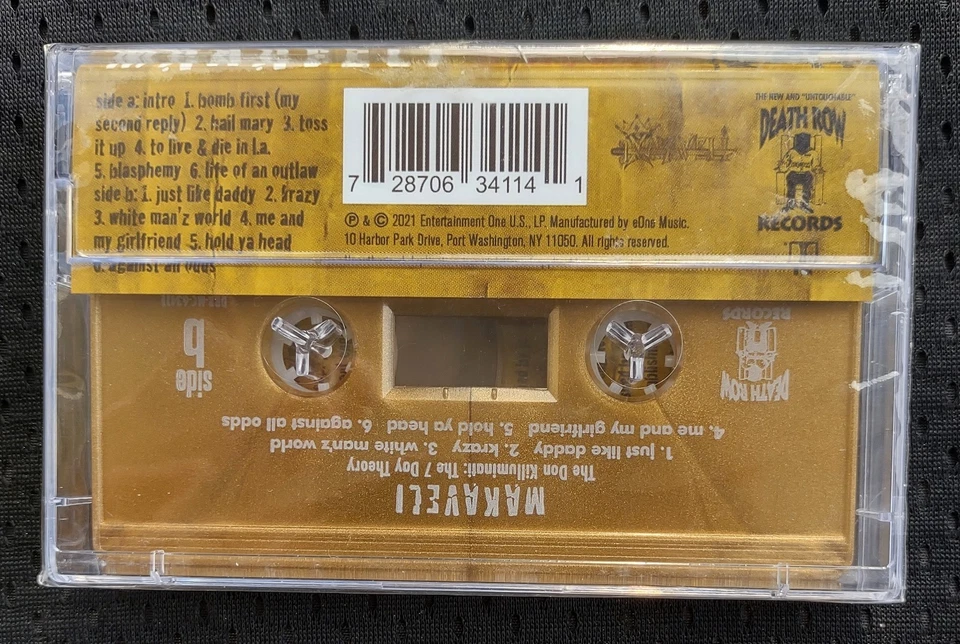 MAKAVELI
side a: intro 1. bomb first (my
second reply) 2. hail mary 3. toss
it up 4. to live & die in l.a.
5. blasphemy 6. life of an outlaw
side b: 1. just like daddy 2. krazy
3. white man'z world 4. me and
my girlfriend 5. hold ya head
6. against all odds
7 28706 34114 1
Ⓟ & © 2021 Entertainment One U.S., LP. Manufactured by eOne Music.
10 Harbor Park Drive, Port Washington, NY 11050. All rights reserved.
THE NEW AND "UNTOUCHABLE"
DEATH ROW
RECORDS
side
b
DEATH ROW
RECORDS
MAKAVELI
The Don Killuminati: The 7 Day Theory
1. just like daddy 2. krazy 3. white man'z world
4. me and my girlfriend 5. hold ya head 6. against all odds